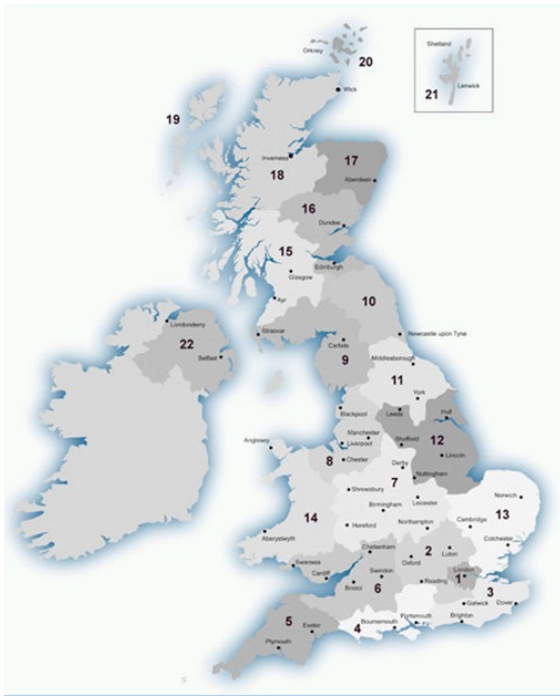 Shetland
Orkney
20
Lerwick
Wick
21
19
17
Inverness
18
Aberdeen
16
Dundee
15
Edinburgh
Glasgow
10
Ayr
Londonderry
Stranraer
Newcastle upon Tyne
22
Carlisle
Belfast
9
Middlesborough
11
York
Blackpool
Leeds
Hull
Manchester
12
Anglesey
Liverpool
Sheffield
8
Chester
Lincoln
Derby
7
Nottingham
Shrewsbury
Leicester
Norwich
Birmingham
13
14
Hereford
Northampton
Cambridge
Aberystwyth
Colchester
Cheltenham
2
Luton
Swansea
Oxford
Cardiff
Swindon
London
1
Bristol
6
Reading
3
Gatwick
Dover
5
Portsmouth
Exeter
4
Bournemouth
Brighton
Plymouth